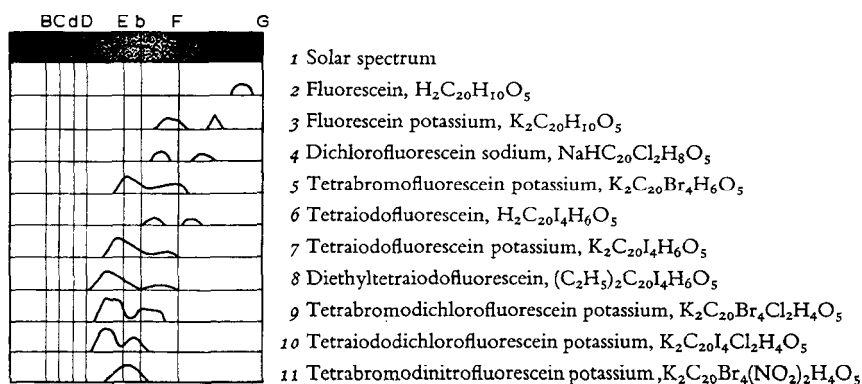 B C d D E b F G
1 Solar spectrum
2 Fluorescein, H₂C₂₀H₁₀O₅
3 Fluorescein potassium, K₂C₂₀H₁₀O₅
4 Dichlorofluorescein sodium, NaHC₂₀Cl₂H₈O₅
5 Tetrabromofluorescein potassium, K₂C₂₀Br₄H₆O₅
6 Tetraiodofluorescein, H₂C₂₀I₄H₆O₅
7 Tetraiodofluorescein potassium, K₂C₂₀I₄H₆O₅
8 Diethyltetraiodofluorescein, (C₂H₅)₂C₂₀I₄H₆O₅
9 Tetrabromodichlorofluorescein potassium, K₂C₂₀Br₄Cl₂H₄O₅
10 Tetraiododichlorofluorescein potassium, K₂C₂₀I₄Cl₂H₄O₅
11 Tetrabromodinitrofluorescein potassium ,K₂C₂₀Br₄(NO₂)₂H₄O₅